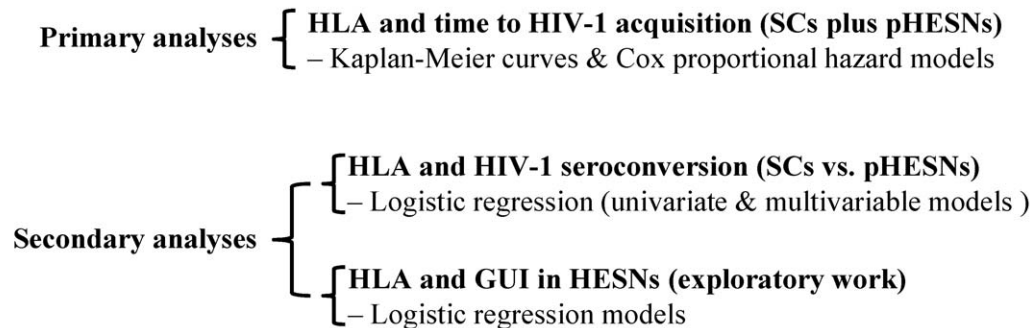 HLA and time to HIV-1 acquisition (SCs plus pHESNs)
Primary analyses
– Kaplan-Meier curves & Cox proportional hazard models
HLA and HIV-1 seroconversion (SCs vs. pHESNs)
– Logistic regression (univariate & multivariable models )
Secondary analyses
HLA and GUI in HESNs (exploratory work)
– Logistic regression models